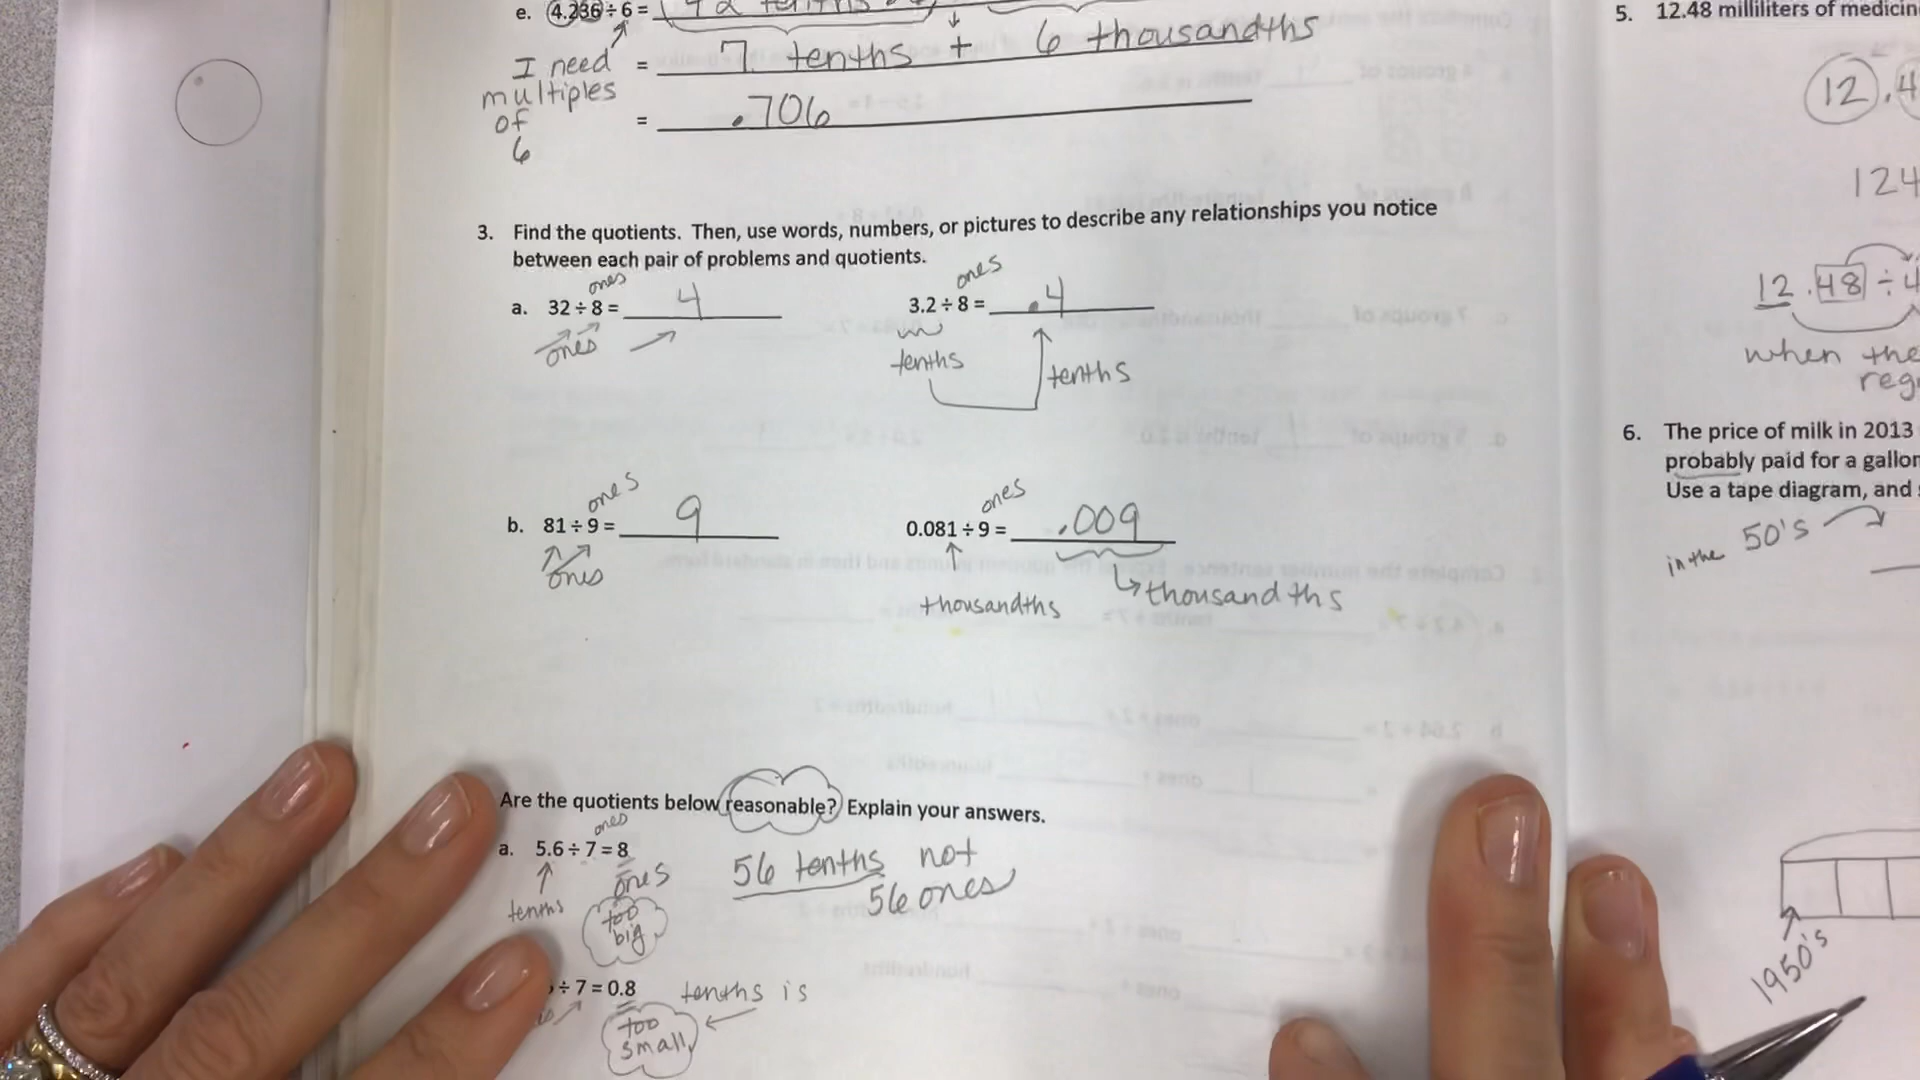 e. 4.236 ÷ 6 = 42 tenths
I need = 7 tenths + 6 thousandths
multiples
of = .706
6
3. Find the quotients. Then, use words, numbers, or pictures to describe any relationships you notice
between each pair of problems and quotients.
ones ones
a. 32 ÷ 8 = 4 3.2 ÷ 8 = .4
ones tenths tenths
ones ones
b. 81 ÷ 9 = 9 0.081 ÷ 9 = .009
ones thousandths thousandths
Are the quotients below reasonable? Explain your answers.
ones
a. 5.6 ÷ 7 = 8 56 tenths not
tenths ones 56 ones
too
big
÷ 7 = 0.8 tenths is
too
small
5. 12.48 milliliters of
12 . 4
124
12.48 ÷ 4
when the
6. The price of milk in 2013
probably paid for a
Use a tape diagram, and
in the 50's
1950's